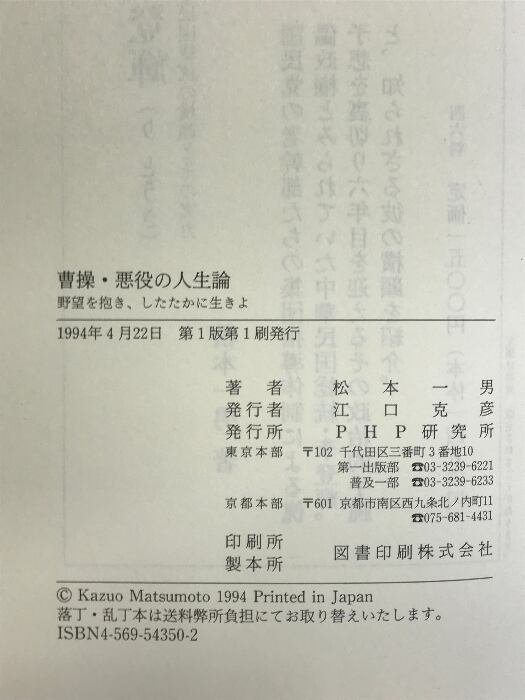 曹操・悪役の人生論
野望を抱き、したたかに生きよ
1994年4月22日　第1版第1刷発行
著者　松本一男
発行者　江口克彦
発行所　PHP研究所
東京本部　〒102 千代田区三番町3番地10
第一出版部　☎03-3239-6221
普及一部　☎03-3239-6233
京都本部　〒601 京都市南区西九条北ノ内町11
☎075-681-4431
印刷所
製本所　図書印刷株式会社
© Kazuo Matsumoto 1994 Printed in Japan
落丁・乱丁本は送料弊所負担にてお取り替えいたします。
ISBN4-569-54350-2